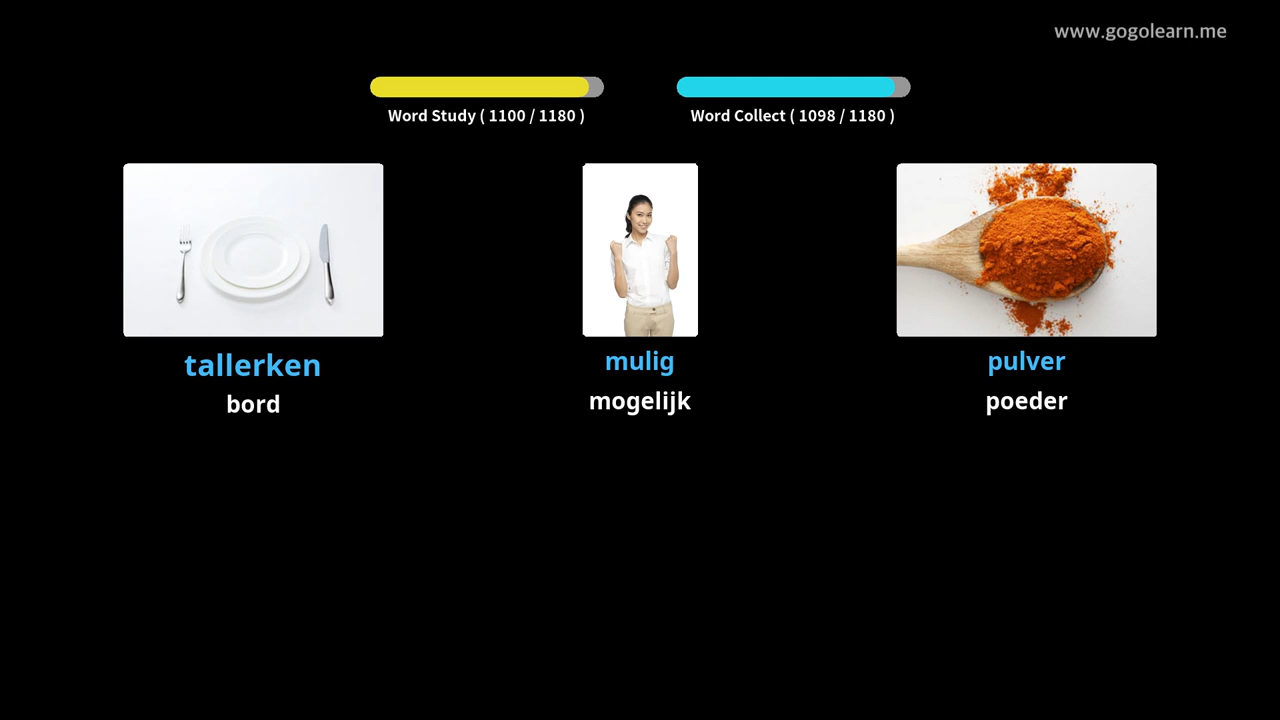 www.gogolearn.me
Word Study ( 1100 / 1180 )
Word Collect ( 1098 / 1180 )
tallerken
bord
mulig
mogelijk
pulver
poeder